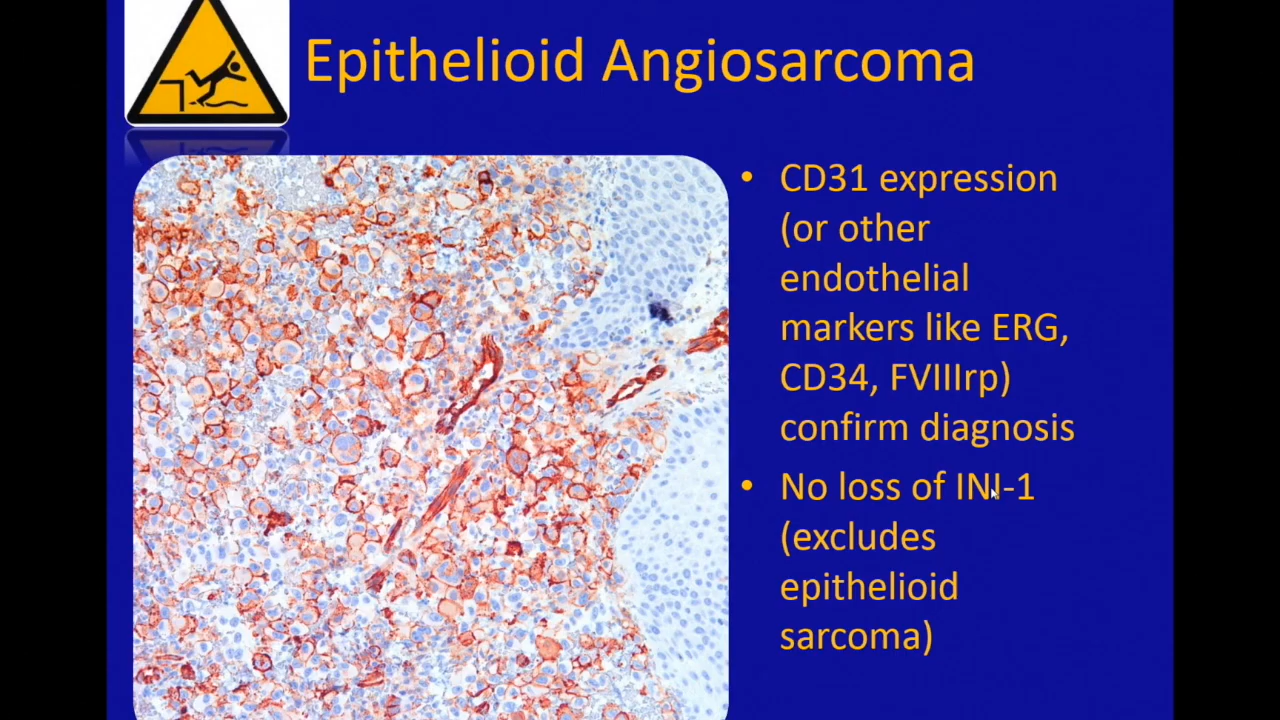 Epithelioid Angiosarcoma
• CD31 expression
(or other
endothelial
markers like ERG,
CD34, FVIIIrp)
confirm diagnosis
• No loss of INI-1
(excludes
epithelioid
sarcoma)